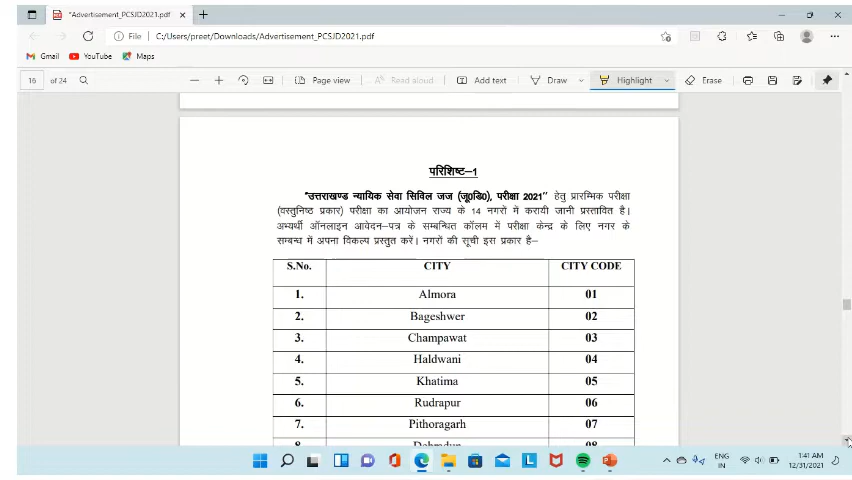 *Advertisement_PCSJD2021.pdf
File C:/Users/preet/Downloads/Advertisement_PCSJD2021.pdf
Gmail YouTube Maps
16 of 24 Page view Read aloud Add text Draw Highlight Erase
परिशिष्ट–1
"उत्तराखण्ड न्यायिक सेवा सिविल जज (जू0डि0), परीक्षा 2021" हेतु प्रारम्भिक परीक्षा
(वस्तुनिष्ठ प्रकार) परीक्षा का आयोजन राज्य के 14 नगरों में करायी जानी प्रस्तावित है।
अभ्यर्थी ऑनलाइन आवेदन–पत्र के सम्बन्धित कॉलम में परीक्षा केन्द्र के लिए नगर के
सम्बन्ध में अपना विकल्प प्रस्तुत करें। नगरों की सूची इस प्रकार है–
S.No. CITY CITY CODE
1. Almora 01
2. Bageshwer 02
3. Champawat 03
4. Haldwani 04
5. Khatima 05
6. Rudrapur 06
7. Pithoragarh 07
8. Dehradun 08
ENG 1:41 AM
IN 12/31/2021